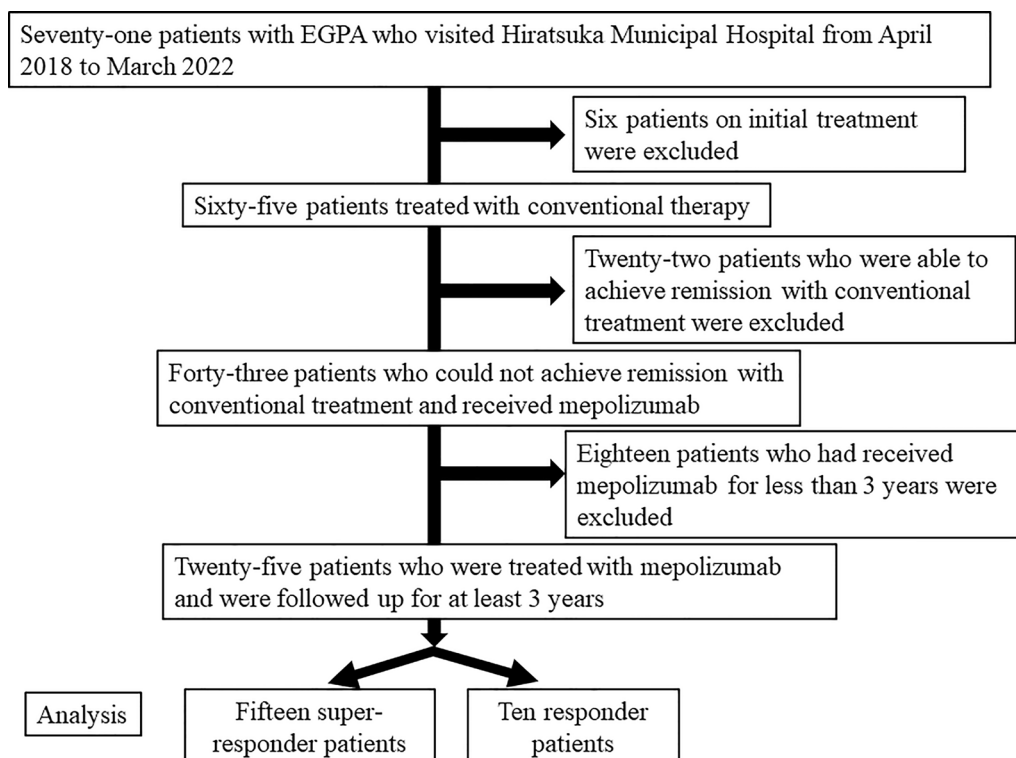 Seventy-one patients with EGPA who visited Hiratsuka Municipal Hospital from April
2018 to March 2022
Six patients on initial treatment
were excluded
Sixty-five patients treated with conventional therapy
Twenty-two patients who were able to
achieve remission with conventional
treatment were excluded
Forty-three patients who could not achieve remission with
conventional treatment and received mepolizumab
Eighteen patients who had received
mepolizumab for less than 3 years were
excluded
Twenty-five patients who were treated with mepolizumab
and were followed up for at least 3 years
Analysis
Fifteen super-
responder patients
Ten responder
patients